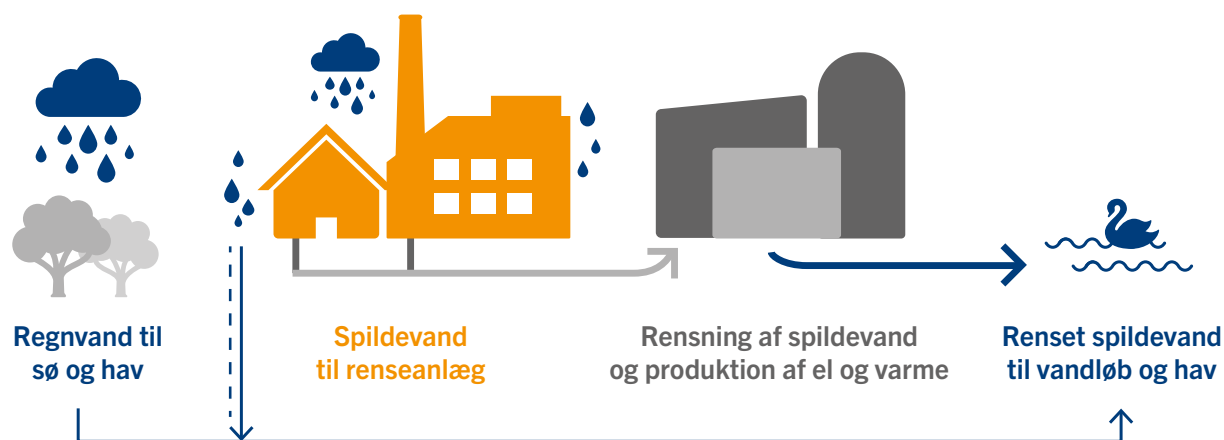 Regnvand til
sø og hav
Spildevand
til renseanlæg
Rensning af spildevand
og produktion af el og varme
Renset spildevand
til vandløb og hav